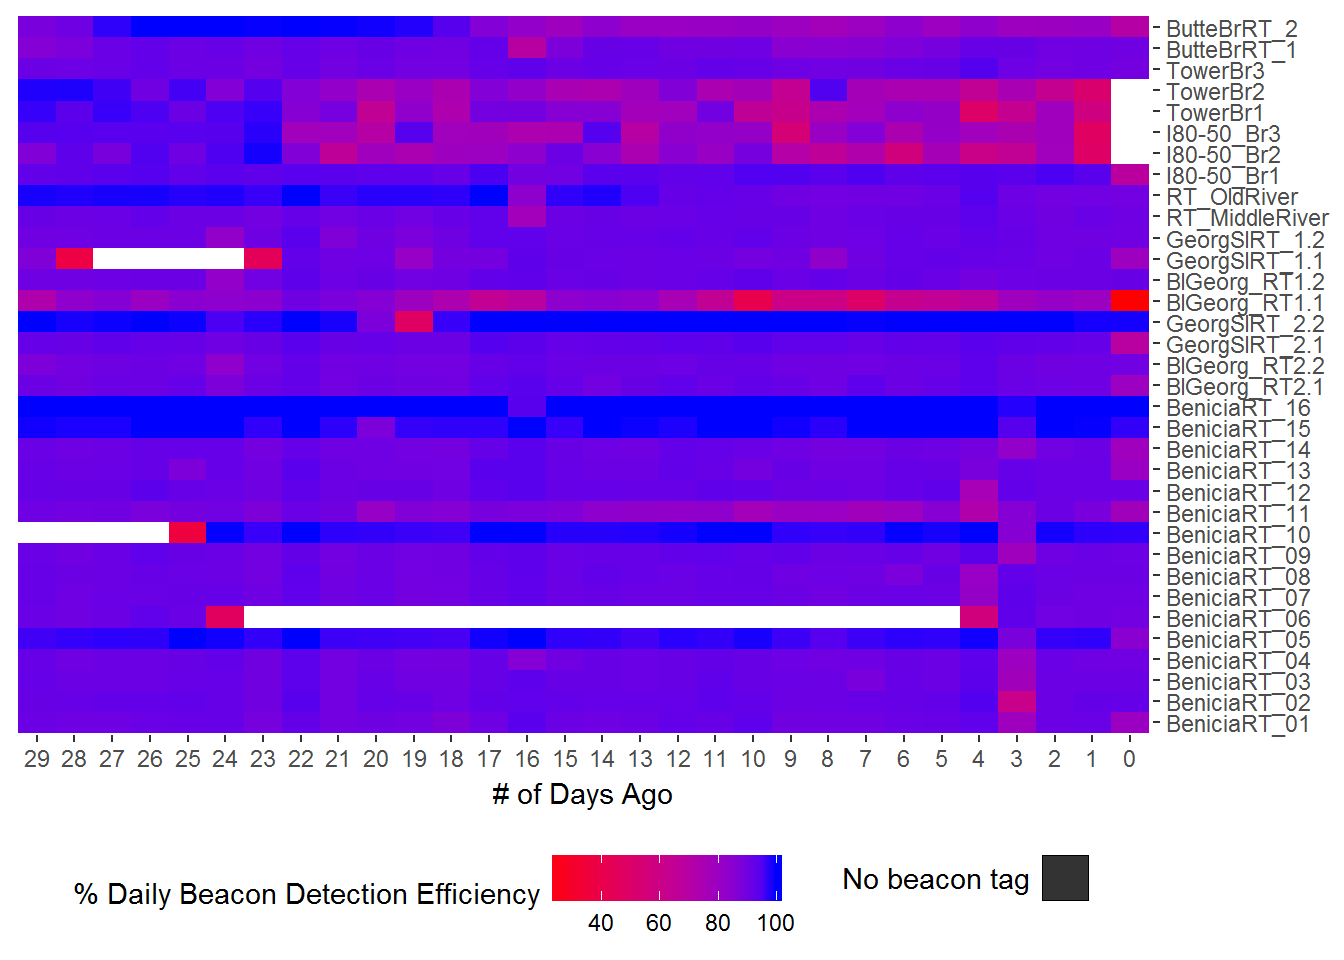 ButteBrRT_2
ButteBrRT_1
TowerBr3
TowerBr2
TowerBr1
I80-50_Br3
I80-50_Br2
I80-50_Br1
RT_OldRiver
RT_MiddleRiver
GeorgSlRT_1.2
GeorgSlRT_1.1
BlGeorg_RT1.2
BlGeorg_RT1.1
GeorgSlRT_2.2
GeorgSlRT_2.1
BlGeorg_RT2.2
BlGeorg_RT2.1
BeniciaRT_16
BeniciaRT_15
BeniciaRT_14
BeniciaRT_13
BeniciaRT_12
BeniciaRT_11
BeniciaRT_10
BeniciaRT_09
BeniciaRT_08
BeniciaRT_07
BeniciaRT_06
BeniciaRT_05
BeniciaRT_04
BeniciaRT_03
BeniciaRT_02
BeniciaRT_01
29 28 27 26 25 24 23 22 21 20 19 18 17 16 15 14 13 12 11 10 9 8 7 6 5 4 3 2 1 0
# of Days Ago
% Daily Beacon Detection Efficiency
40 60 80 100
No beacon tag